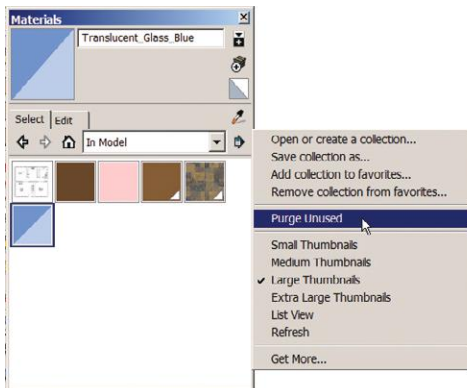 Materials
Translucent_Glass_Blue
Select
Edit
In Model
Open or create a collection...
Save collection as...
Add collection to favorites...
Remove collection from favorites...
Purge Unused
Small Thumbnails
Medium Thumbnails
Large Thumbnails
Extra Large Thumbnails
List View
Refresh
Get More...